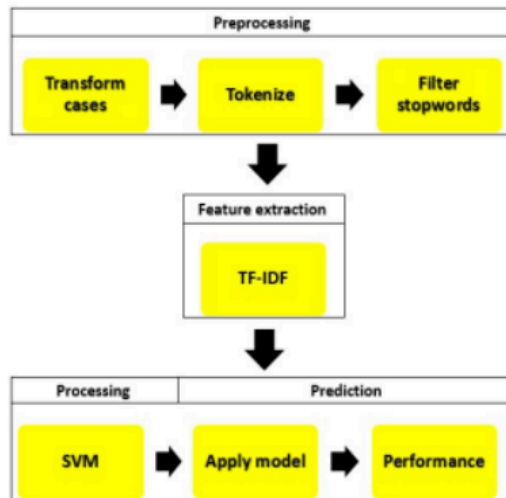 Preprocessing
Transform
cases
Tokenize
Filter
stopwords
Feature extraction
TF-IDF
Processing
Prediction
SVM
Apply model
Performance